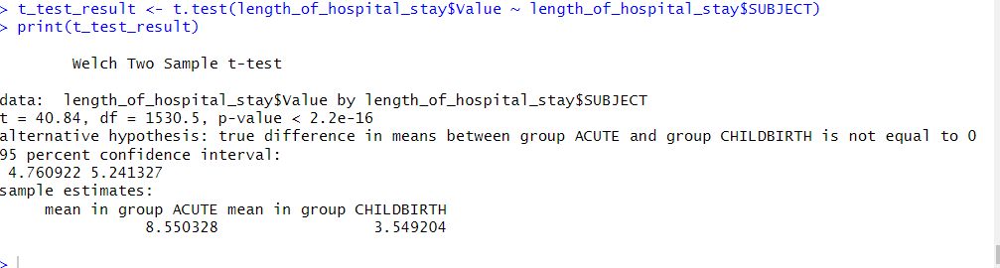 > t_test_result <- t.test(length_of_hospital_stay$Value ~ length_of_hospital_stay$SUBJECT)
> print(t_test_result)
Welch Two Sample t-test
data:  length_of_hospital_stay$Value by length_of_hospital_stay$SUBJECT
t = 40.84, df = 1530.5, p-value < 2.2e-16
alternative hypothesis: true difference in means between group ACUTE and group CHILDBIRTH is not equal to 0
95 percent confidence interval:
4.760922 5.241327
sample estimates:
mean in group ACUTE mean in group CHILDBIRTH
8.550328 3.549204
>